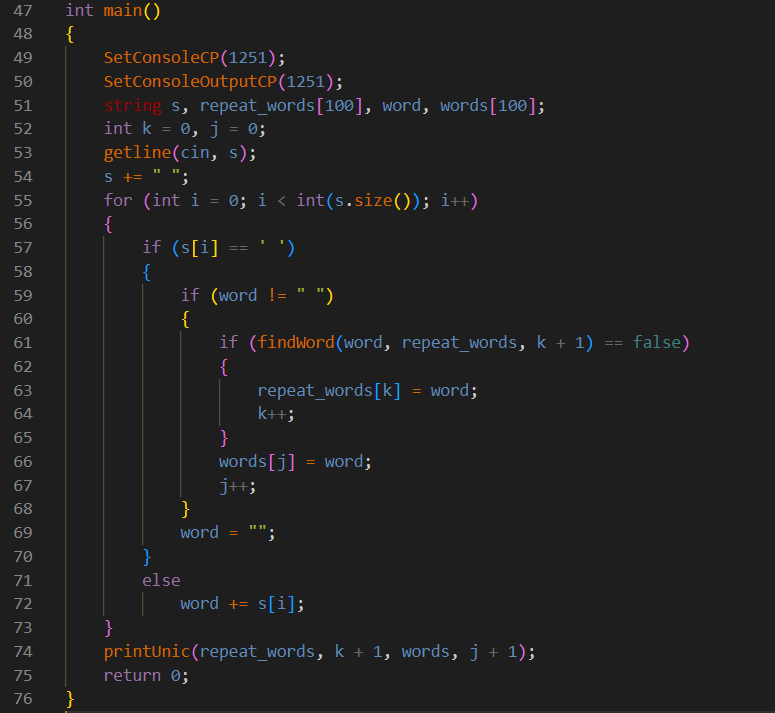 47 int main()
48 {
49 SetConsoleCP(1251);
50 SetConsoleOutputCP(1251);
51 string s, repeat_words[100], word, words[100];
52 int k = 0, j = 0;
53 getline(cin, s);
54 s += " ";
55 for (int i = 0; i < int(s.size()); i++)
56 {
57 if (s[i] == ' ')
58 {
59 if (word != " ")
60 {
61 if (findWord(word, repeat_words, k + 1) == false)
62 {
63 repeat_words[k] = word;
64 k++;
65 }
66 words[j] = word;
67 j++;
68 }
69 word = "";
70 }
71 else
72 word += s[i];
73 }
74 printUnic(repeat_words, k + 1, words, j + 1);
75 return 0;
76 }